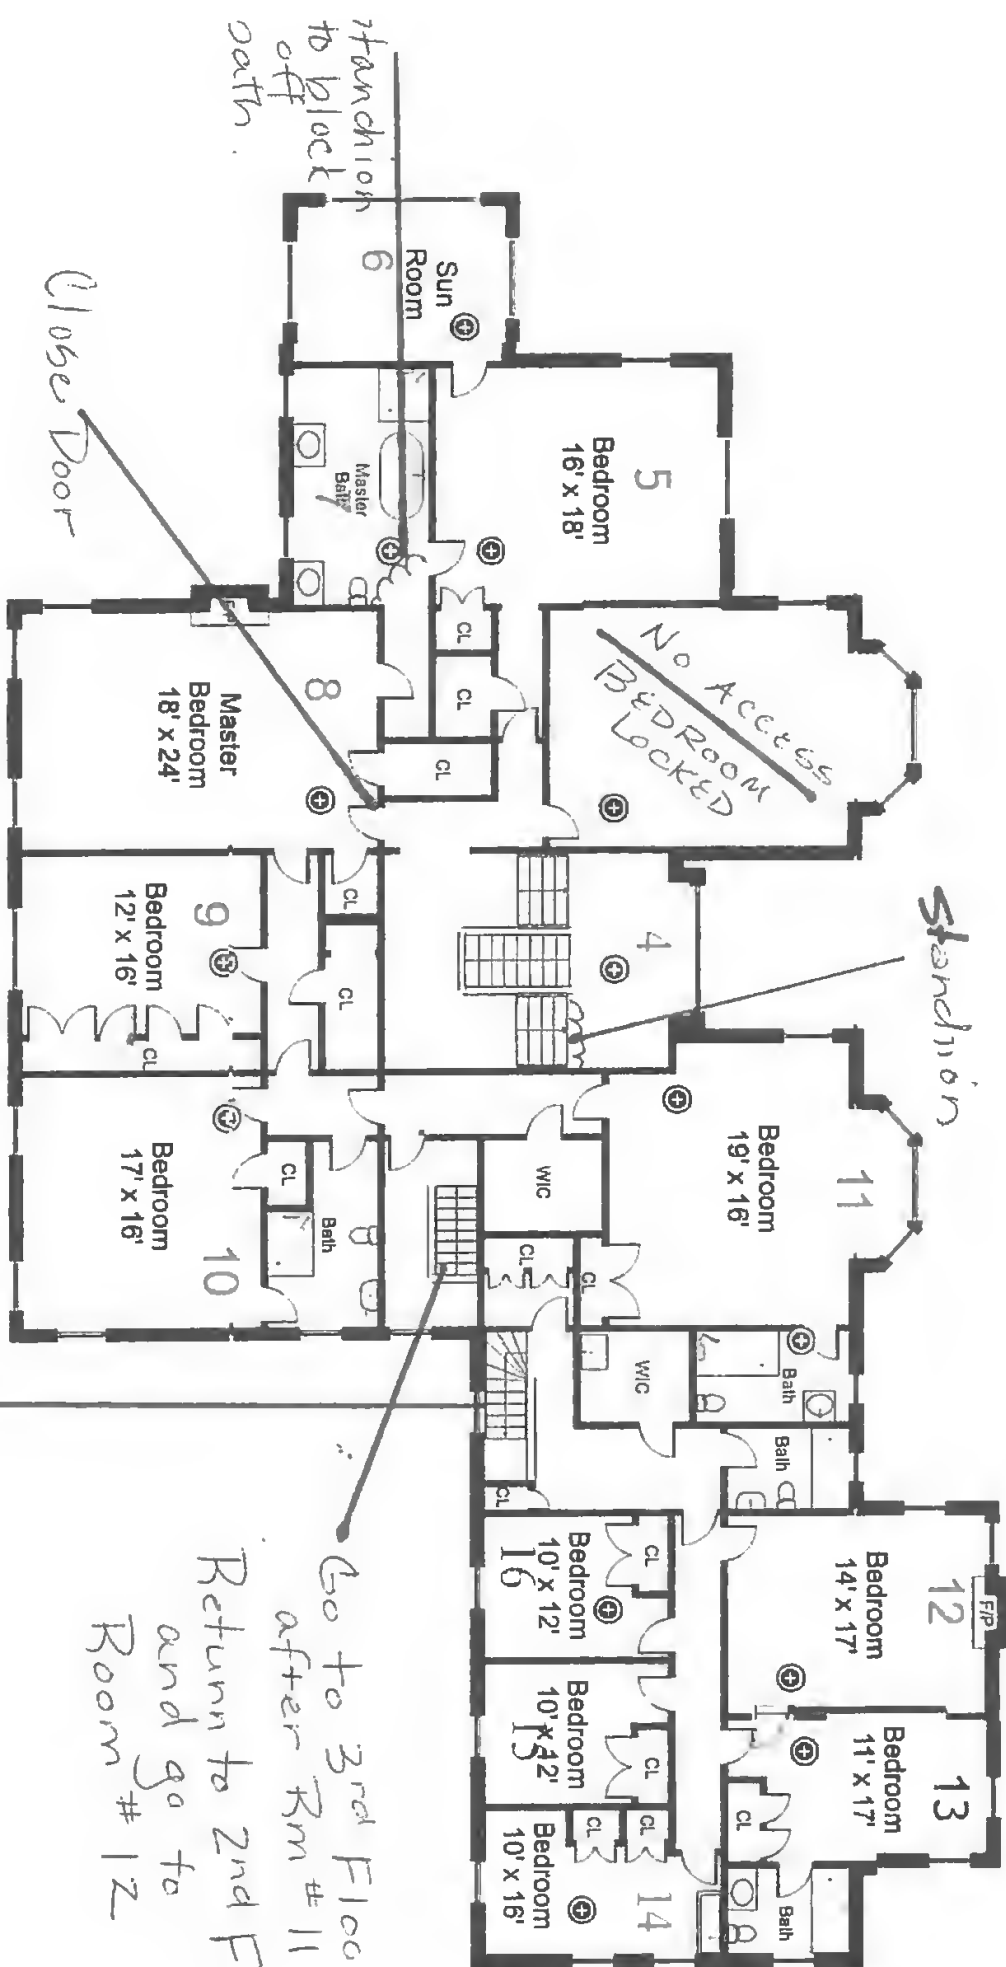 stanchion
to block
off
path.
Close Door
Sun
Room
6
Bedroom
16' x 18'
5
Master
Bath
7
CL
CL
CL
No Access
BEDROOM
LOCKED
8
Master
Bedroom
18' x 24'
F/P
CL
CL
9
Bedroom
12' x 16'
CL
4
Stanchion
11
Bedroom
19' x 16'
WIC
CL
CL
10
Bedroom
17' x 16'
CL
Bath
WIC
Bath
Bath
CL
12
F/P
Bedroom
14' x 17'
CL
Bedroom
10' x 12'
16
13
Bedroom
11' x 17'
CL
CL
Bedroom
10' x 12'
15
CL
CL
Bedroom
10' x 16'
14
Bath
Go to 3rd Floo
after Rm # 11
Return to 2nd F
and go to
Room # 12